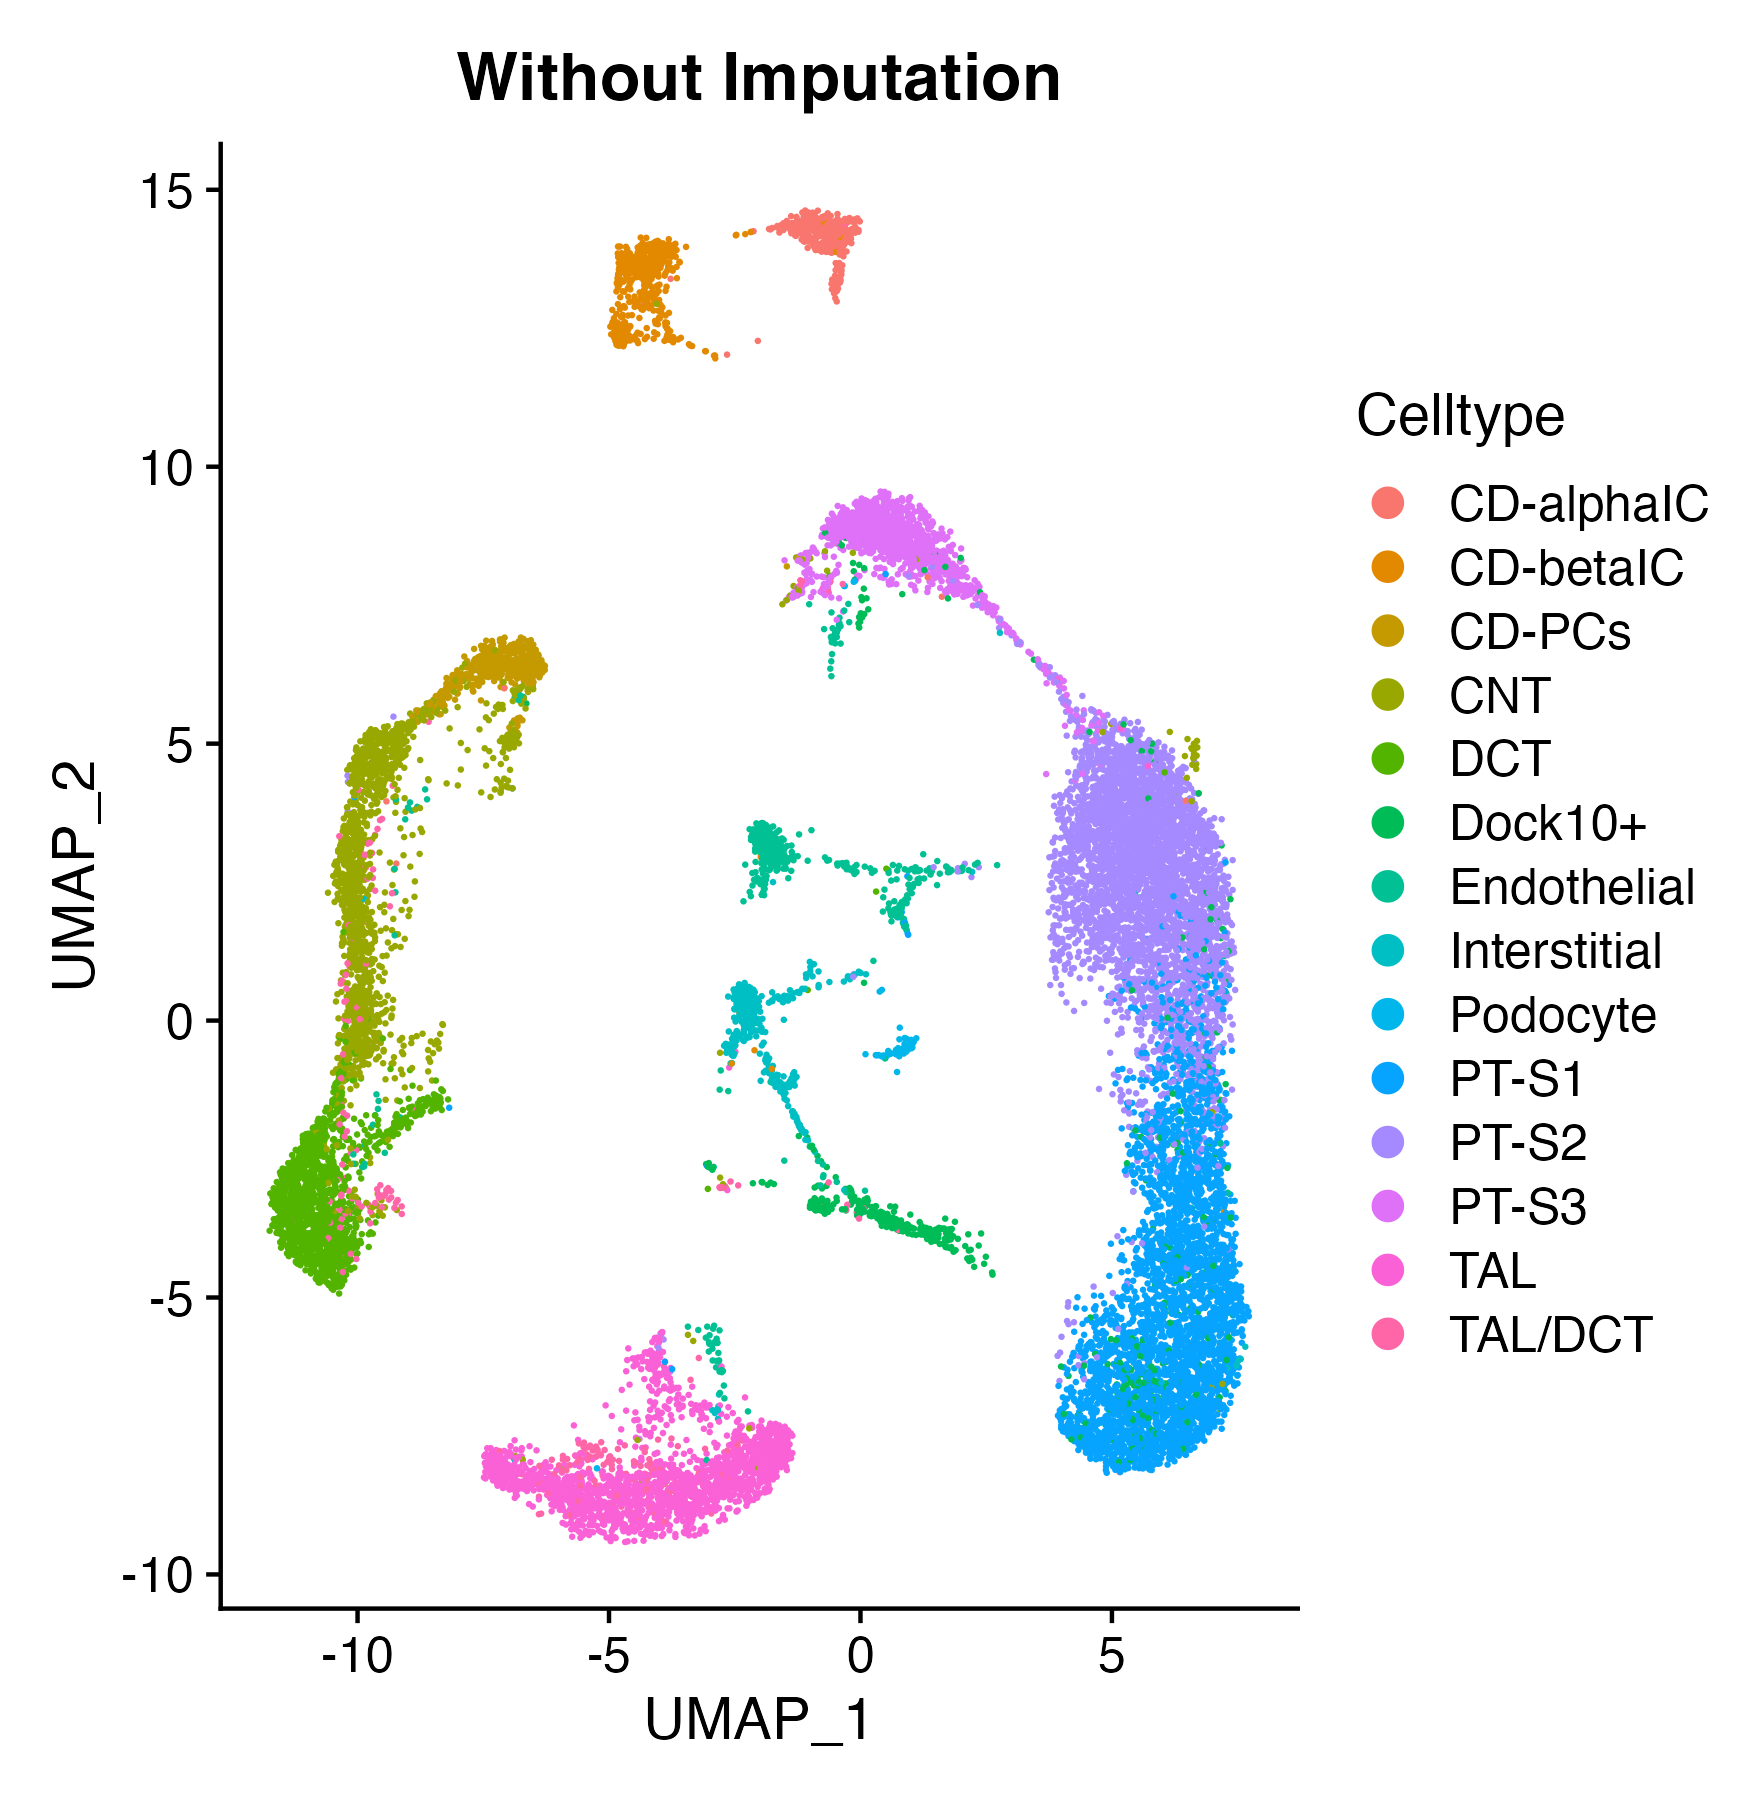 Without Imputation
15
10
5
0
-5
-10
UMAP_2
-10
-5
0
5
UMAP_1
Celltype
CD-alphaIC
CD-betaIC
CD-PCs
CNT
DCT
Dock10+
Endothelial
Interstitial
Podocyte
PT-S1
PT-S2
PT-S3
TAL
TAL/DCT